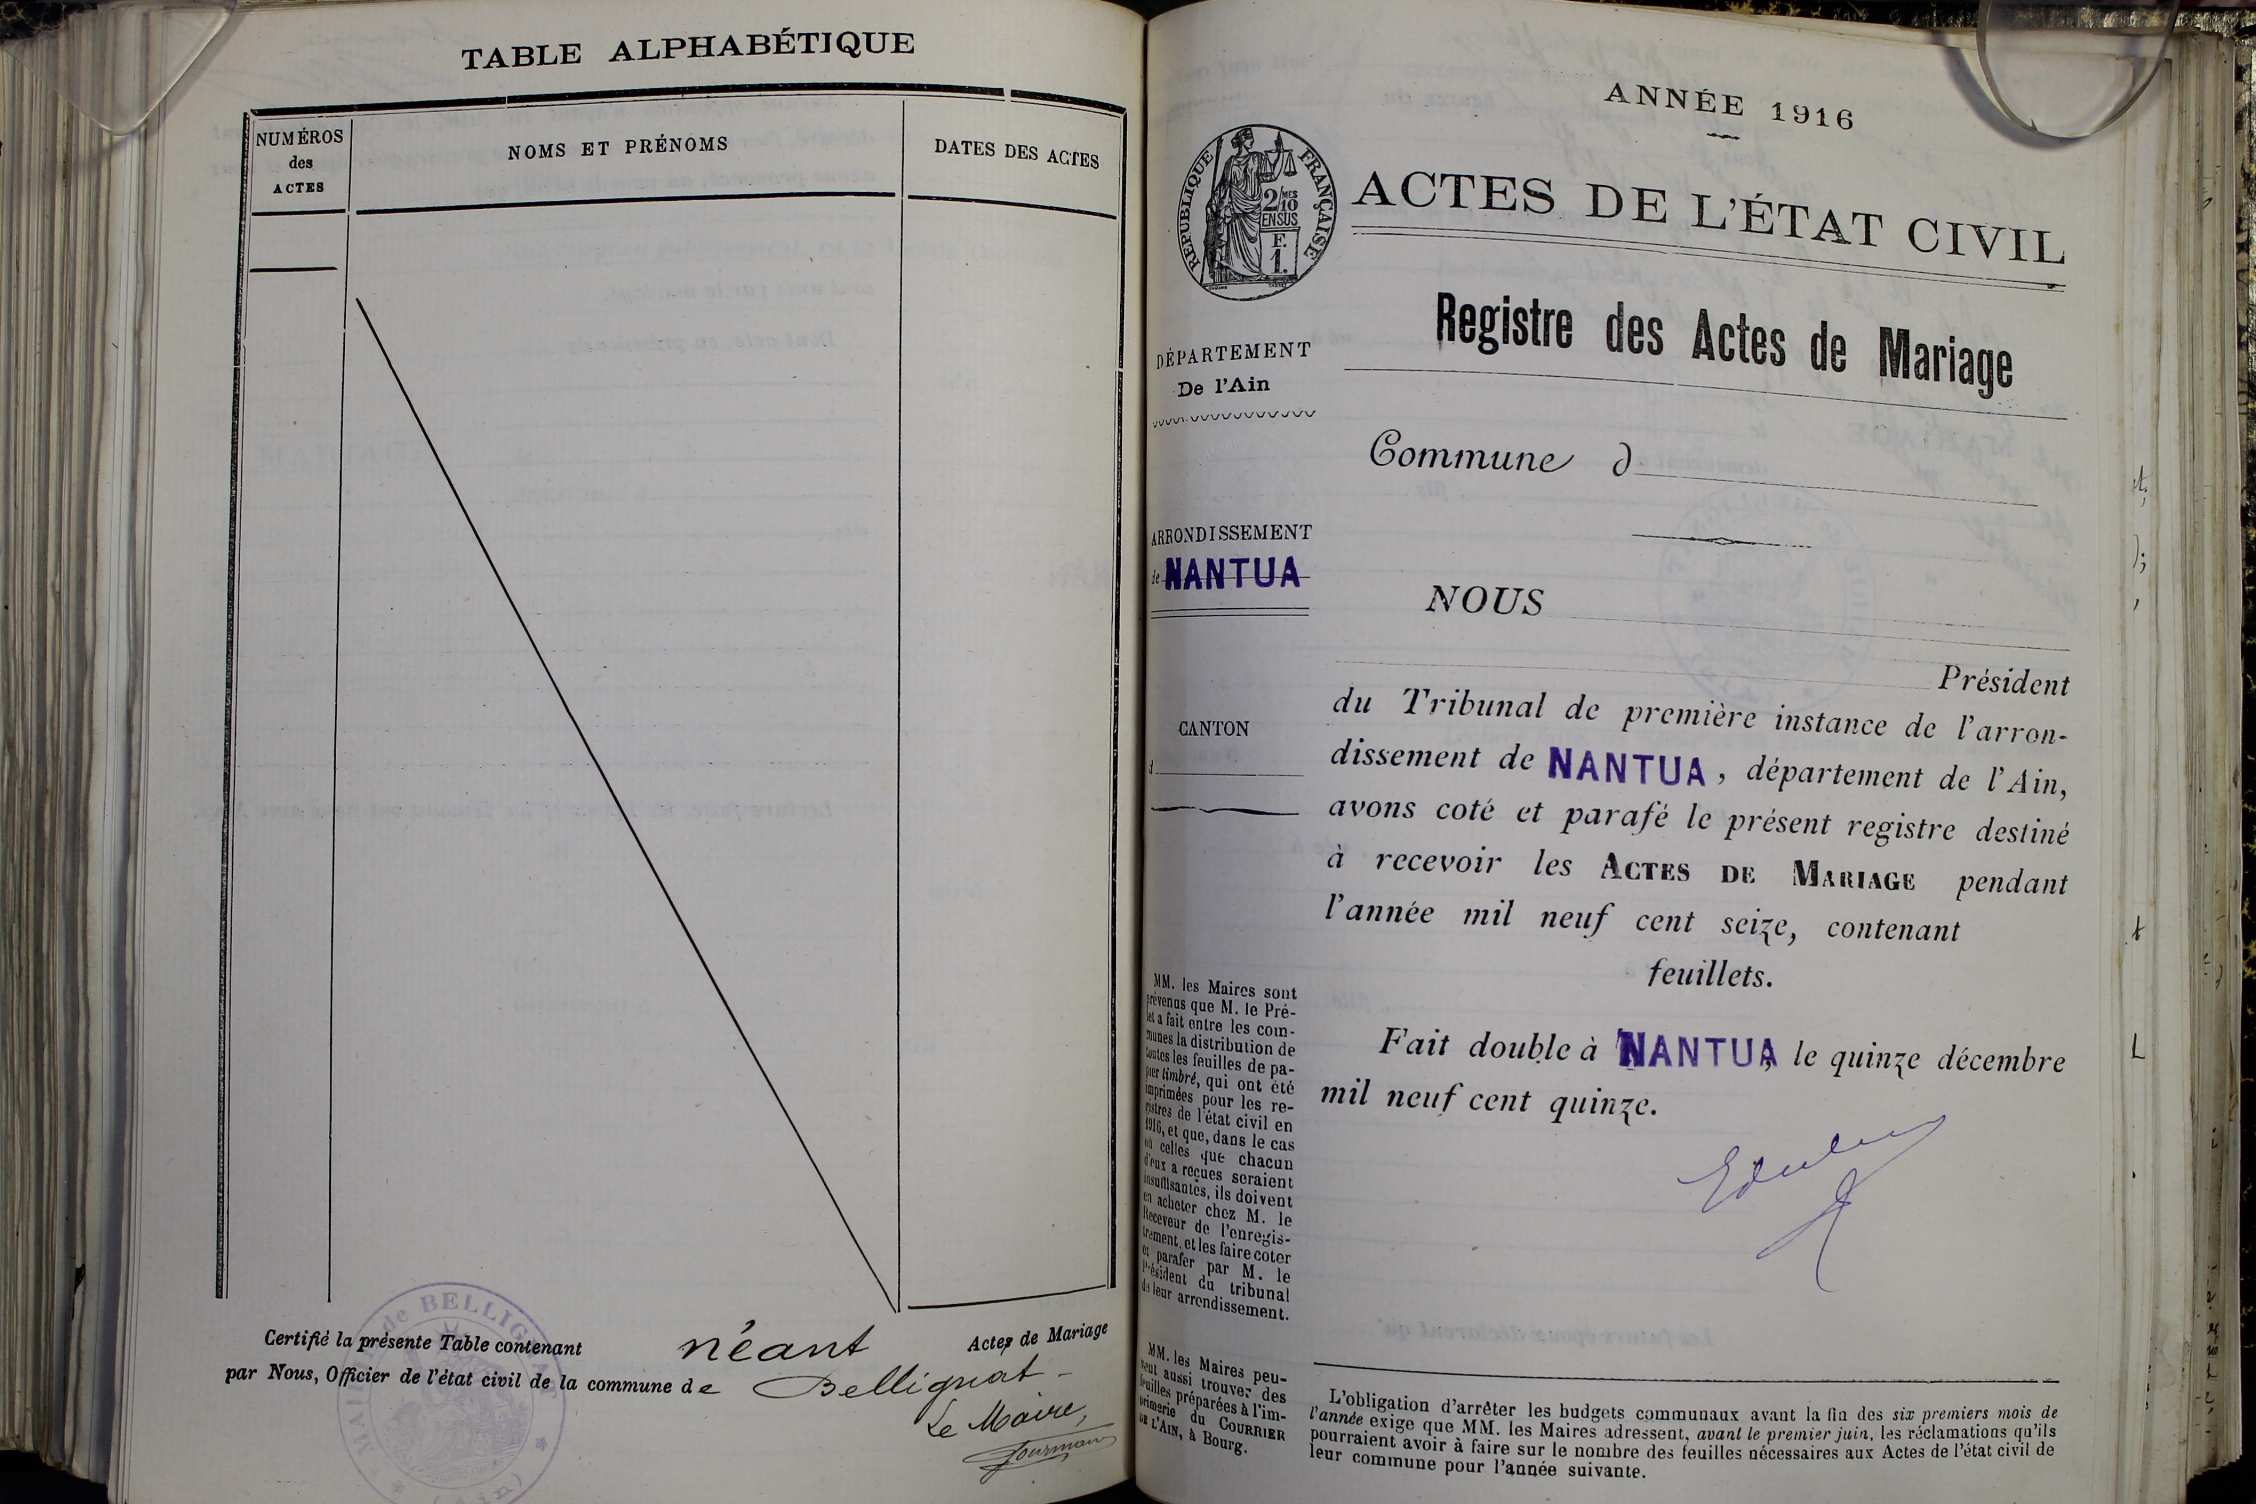 TABLE ALPHABÉTIQUE
NUMÉROS
des
ACTES
NOMS ET PRÉNOMS
DATES DES ACTES
Certifié la présente Table contenant néant Actes de Mariage
par Nous, Officier de l'état civil de la commune de Bellignat
Le Maire,
MAIRIE de BELLIGNAT
(Ain)
ANNÉE 1916
RÉPUBLIQUE FRANÇAISE
2/10
MES
EN SUS
F.
1.
ACTES DE L'ÉTAT CIVIL
Registre des Actes de Mariage
DÉPARTEMENT
De l'Ain
Commune d
ARRONDISSEMENT
de NANTUA
NOUS
Président
du Tribunal de première instance de l'arron-
CANTON
d
dissement de NANTUA, département de l'Ain,
avons coté et parafé le présent registre destiné
à recevoir les ACTES DE MARIAGE pendant
l'année mil neuf cent seize, contenant
feuillets.
Fait double à NANTUA, le quinze décembre
mil neuf cent quinze.
MM. les Maires sont
prévenus que M. le Pré-
fet a fait entre les com-
munes la distribution de
toutes les feuilles de pa-
pier timbré, qui ont été
imprimées pour les re-
gistres de l'état civil en
1916, et que, dans le cas
où celles que chacun
d'eux a reçues seraient
insuffisantes, ils doivent
en acheter chez M. le
Receveur de l'enregis-
trement, et les faire coter
et parafer par M. le
Président du tribunal
de leur arrondissement.
MM. les Maires peu-
vent aussi trouver des
feuilles préparées à l'im-
primerie du COURRIER
DE L'AIN, à Bourg.
L'obligation d'arrêter les budgets communaux avant la fin des six premiers mois de
l'année exige que MM. les Maires adressent, avant le premier juin, les réclamations qu'ils
pourraient avoir à faire sur le nombre des feuilles nécessaires aux Actes de l'état civil de
leur commune pour l'année suivante.